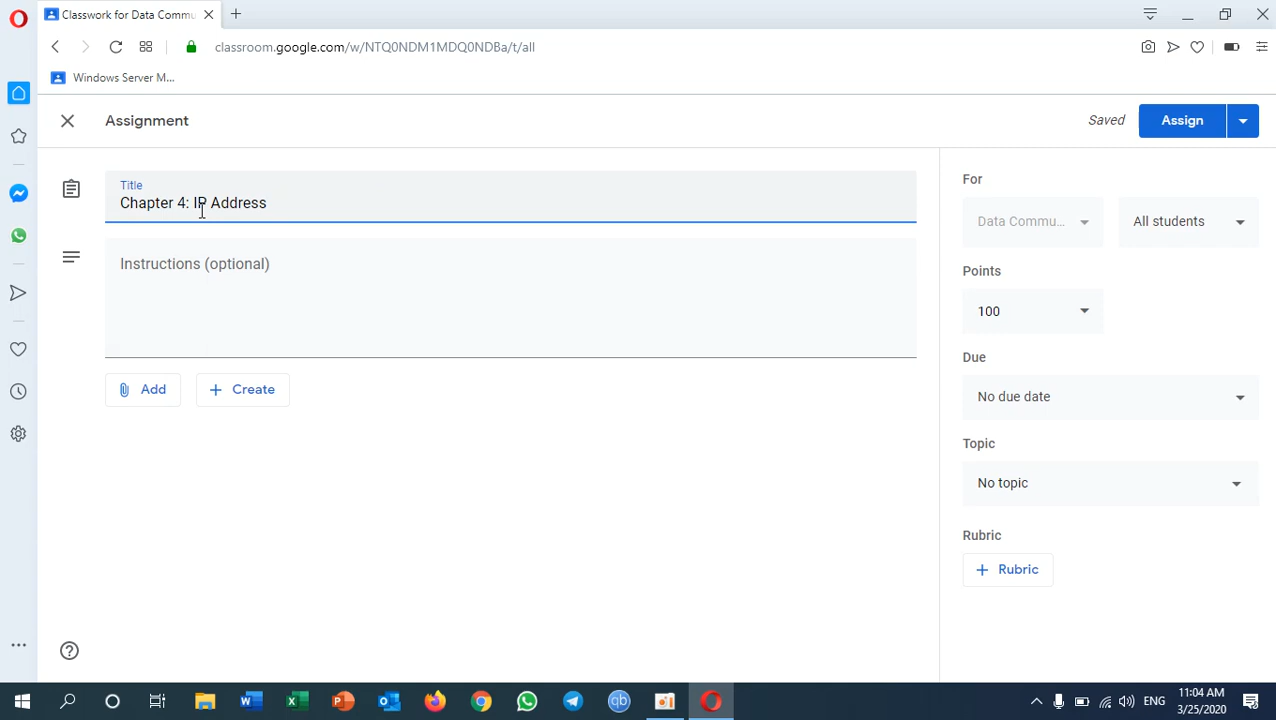 Classwork for Data Commu
classroom.google.com/w/NTQ0NDM1MDQ0NDBa/t/all
Windows Server M...
Assignment
Saved
Assign
Title
Chapter 4: IP Address
Instructions (optional)
Add
Create
For
Data Commu...
All students
Points
100
Due
No due date
Topic
No topic
Rubric
Rubric
ENG
11:04 AM
3/25/2020